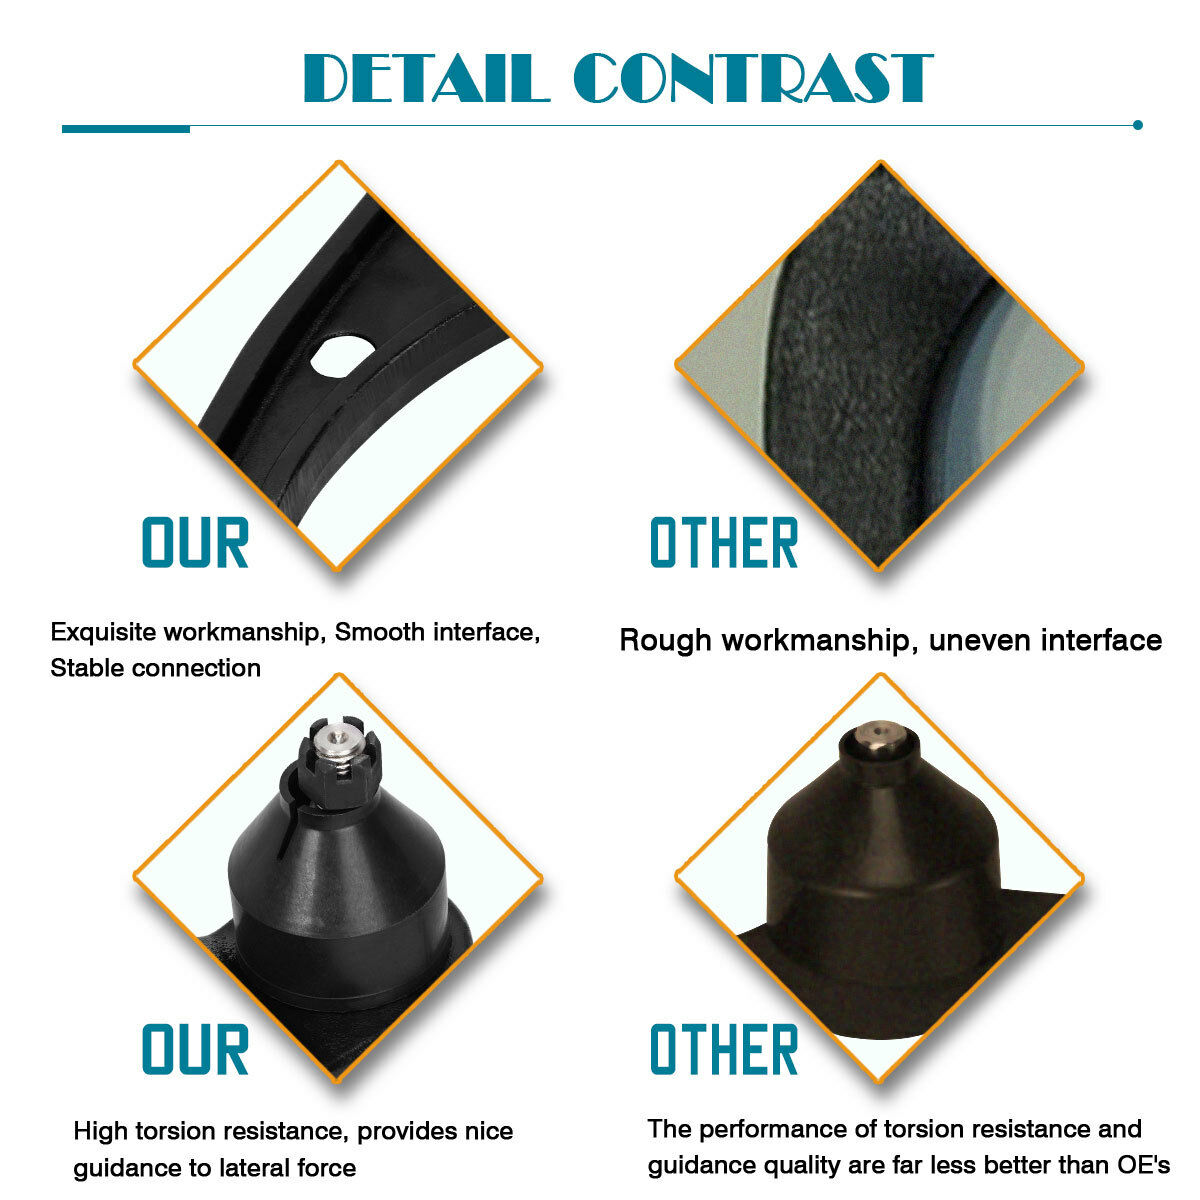 DETAIL CONTRAST
OUR
OTHER
Exquisite workmanship, Smooth interface,
Stable connection
Rough workmanship, uneven interface
OUR
OTHER
High torsion resistance, provides nice
guidance to lateral force
The performance of torsion resistance and
guidance quality are far less better than OE's